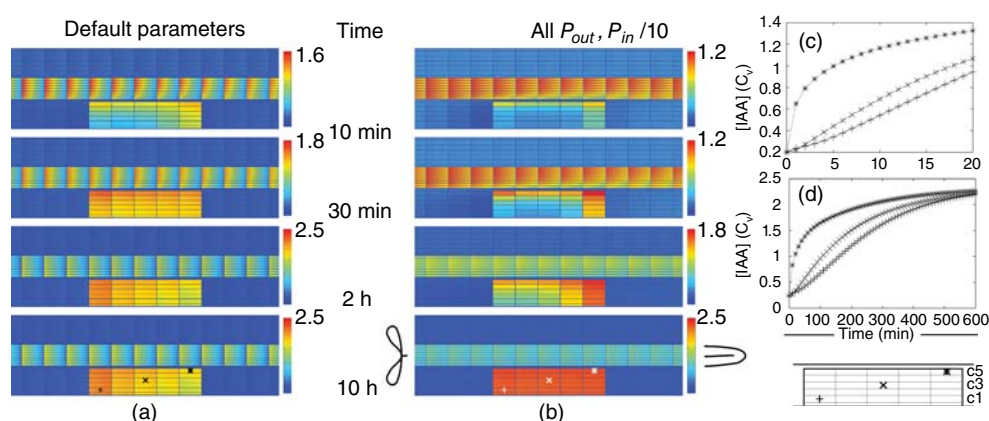 Default parameters
Time
All P_out, P_in /10
1.6
1.2
10 min
1.8
1.2
30 min
2.5
1.8
2 h
2.5
2.5
10 h
(a)
(b)
(c)
[IAA] (C_v)
1.4
1.2
1
0.8
0.6
0.4
0.2
0 5 10 15 20
(d)
[IAA] (C_v)
2.5
2
1.5
1
0.5
0
0 100 200 300 400 500 600
Time (min)
c5
c3
c1